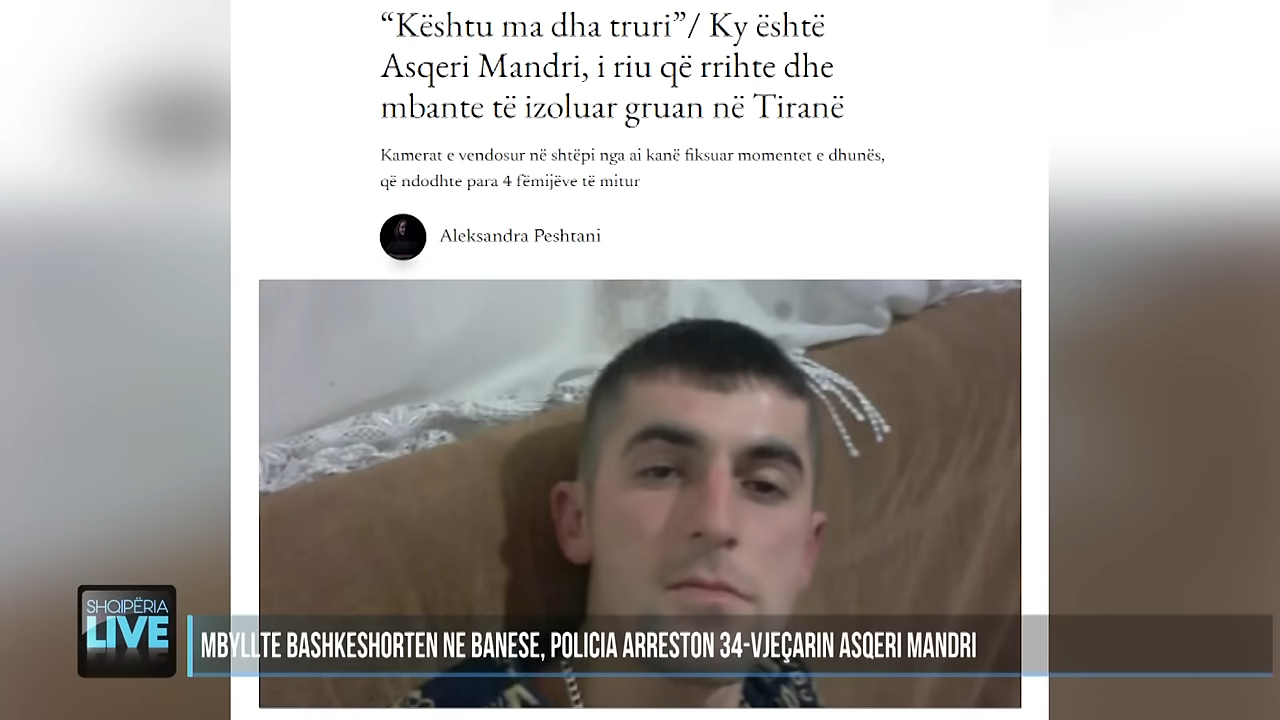 “Kështu ma dha truri”/ Ky është
Asqeri Mandri, i riu që rrihte dhe
mbante të izoluar gruan në Tiranë
Kamerat e vendosur në shtëpi nga ai kanë fiksuar momentet e dhunës,
që ndodhte para 4 fëmijëve të mitur
Aleksandra Peshtani
SHQIPËRIA
LIVE
MBYLLTE BASHKESHORTEN NE BANESE, POLICIA ARRESTON 34-VJEÇARIN ASQERI MANDRI